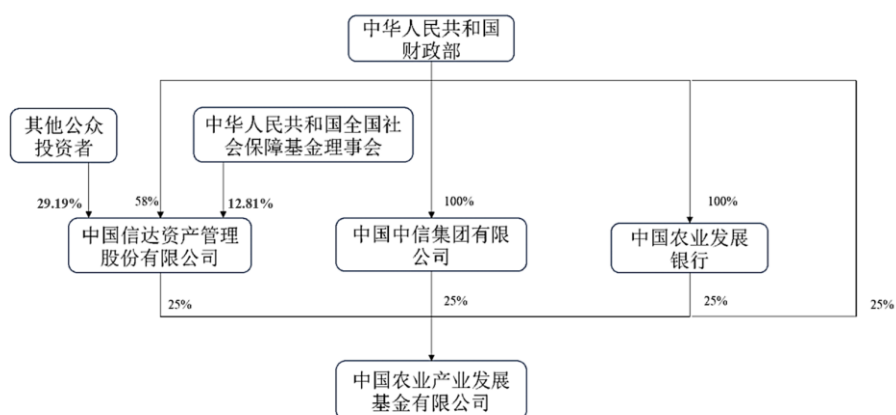 中华人民共和国
财政部
其他公众
投资者
中华人民共和国全国社
会保障基金理事会
29.19%
58%
12.81%
100%
100%
中国信达资产管理
股份有限公司
中国中信集团有限
公司
中国农业发展
银行
25%
25%
25%
25%
中国农业产业发展
基金有限公司